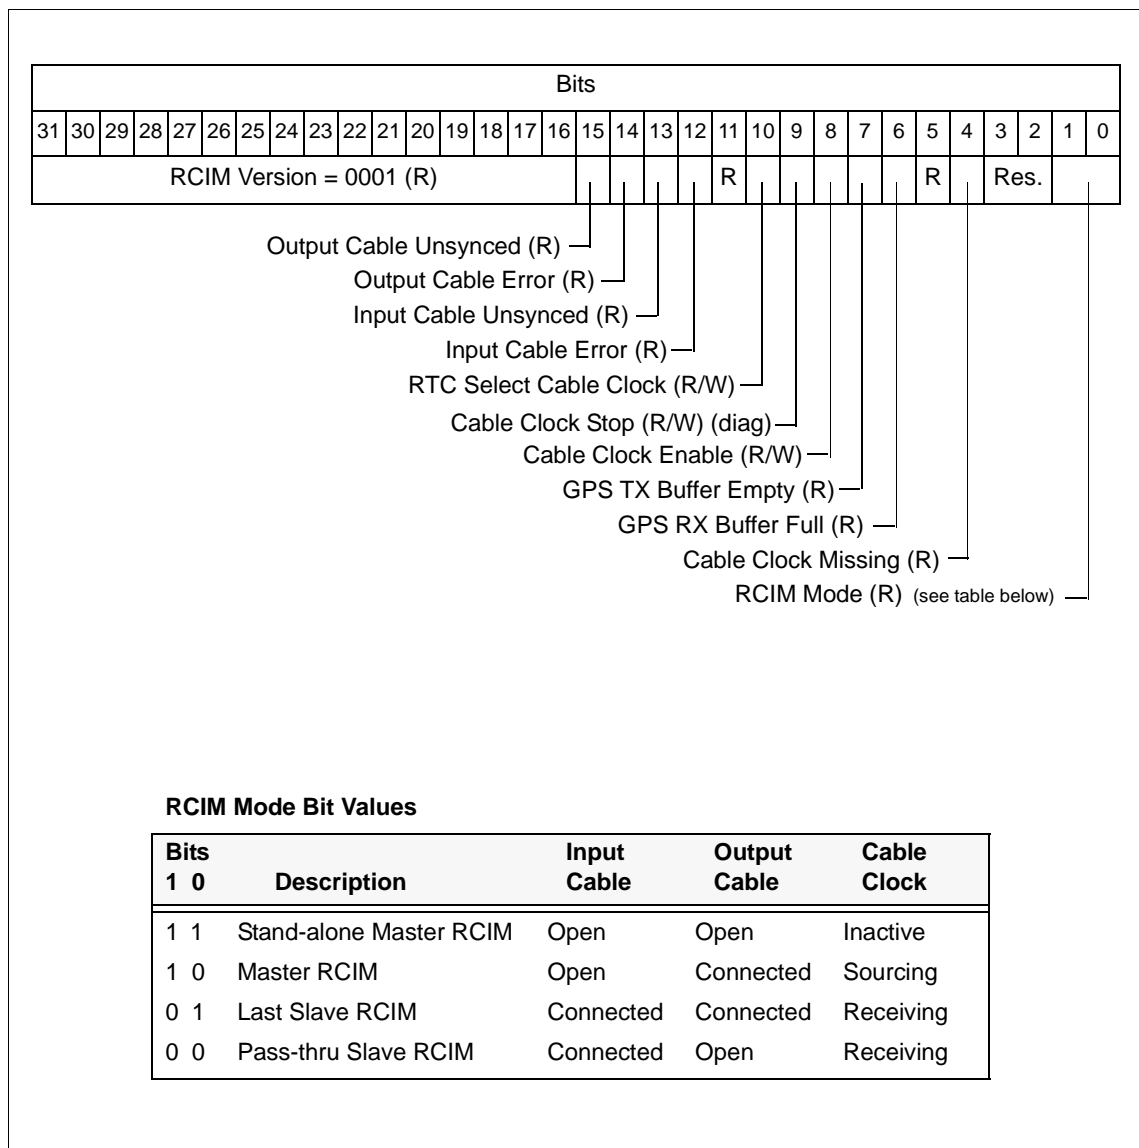 Bits
31 30 29 28 27 26 25 24 23 22 21 20 19 18 17 16 15 14 13 12 11 10 9 8 7 6 5 4 3 2 1 0
RCIM Version = 0001 (R) R R Res.
Output Cable Unsynced (R)
Output Cable Error (R)
Input Cable Unsynced (R)
Input Cable Error (R)
RTC Select Cable Clock (R/W)
Cable Clock Stop (R/W) (diag)
Cable Clock Enable (R/W)
GPS TX Buffer Empty (R)
GPS RX Buffer Full (R)
Cable Clock Missing (R)
RCIM Mode (R) (see table below)
RCIM Mode Bit Values
Bits Input Output Cable
1 0 Description Cable Cable Clock
1 1 Stand-alone Master RCIM Open Open Inactive
1 0 Master RCIM Open Connected Sourcing
0 1 Last Slave RCIM Connected Connected Receiving
0 0 Pass-thru Slave RCIM Connected Open Receiving